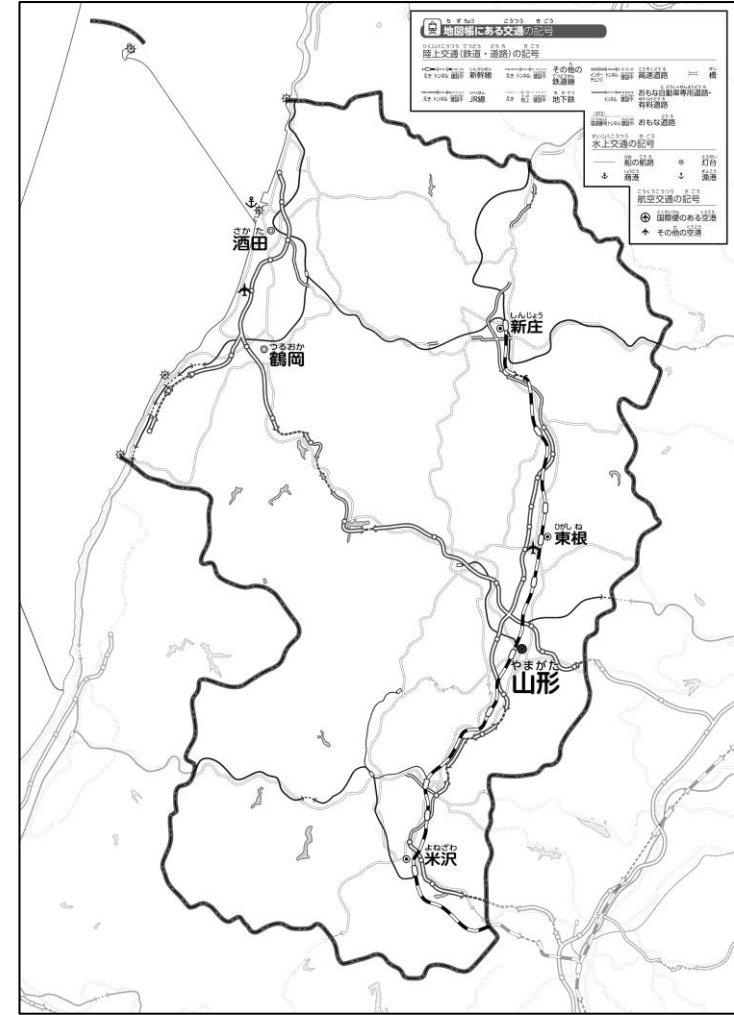 地図帳にある交通の記号
陸上交通(鉄道・道路)の記号
新幹線
その他の鉄道線
高速道路
橋
JR線
地下鉄
おもな自動車専用道路・有料道路
おもな道路
水上交通の記号
船の航路
灯台
商港
漁港
航空交通の記号
国際便のある空港
その他の空港
さかた
酒田
つるおか
鶴岡
しんじょう
新庄
ひがしね
東根
やまがた
山形
よねざわ
米沢